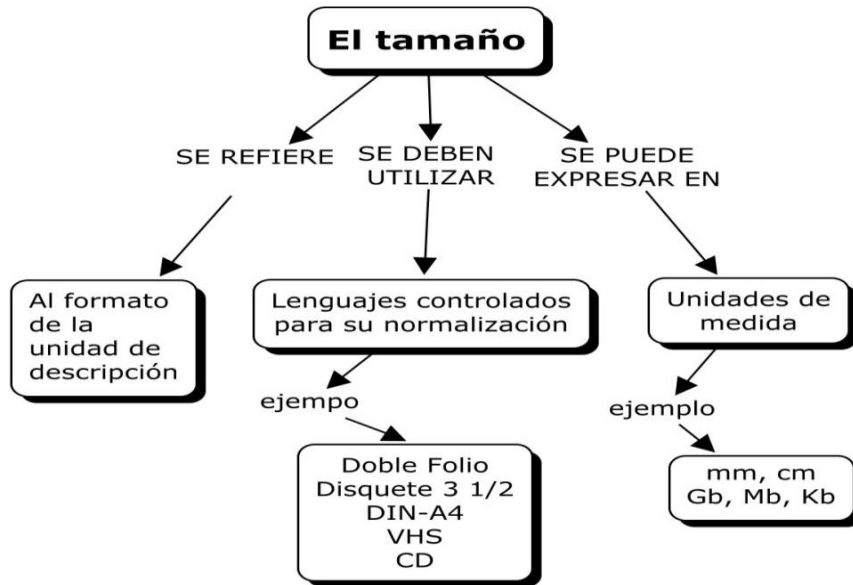 El tamaño
SE REFIERE
SE DEBEN
UTILIZAR
SE PUEDE
EXPRESAR EN
Al formato
de la
unidad de
descripción
Lenguajes controlados
para su normalización
Unidades de
medida
ejempo
ejemplo
Doble Folio
Disquete 3 1/2
DIN-A4
VHS
CD
mm, cm
Gb, Mb, Kb